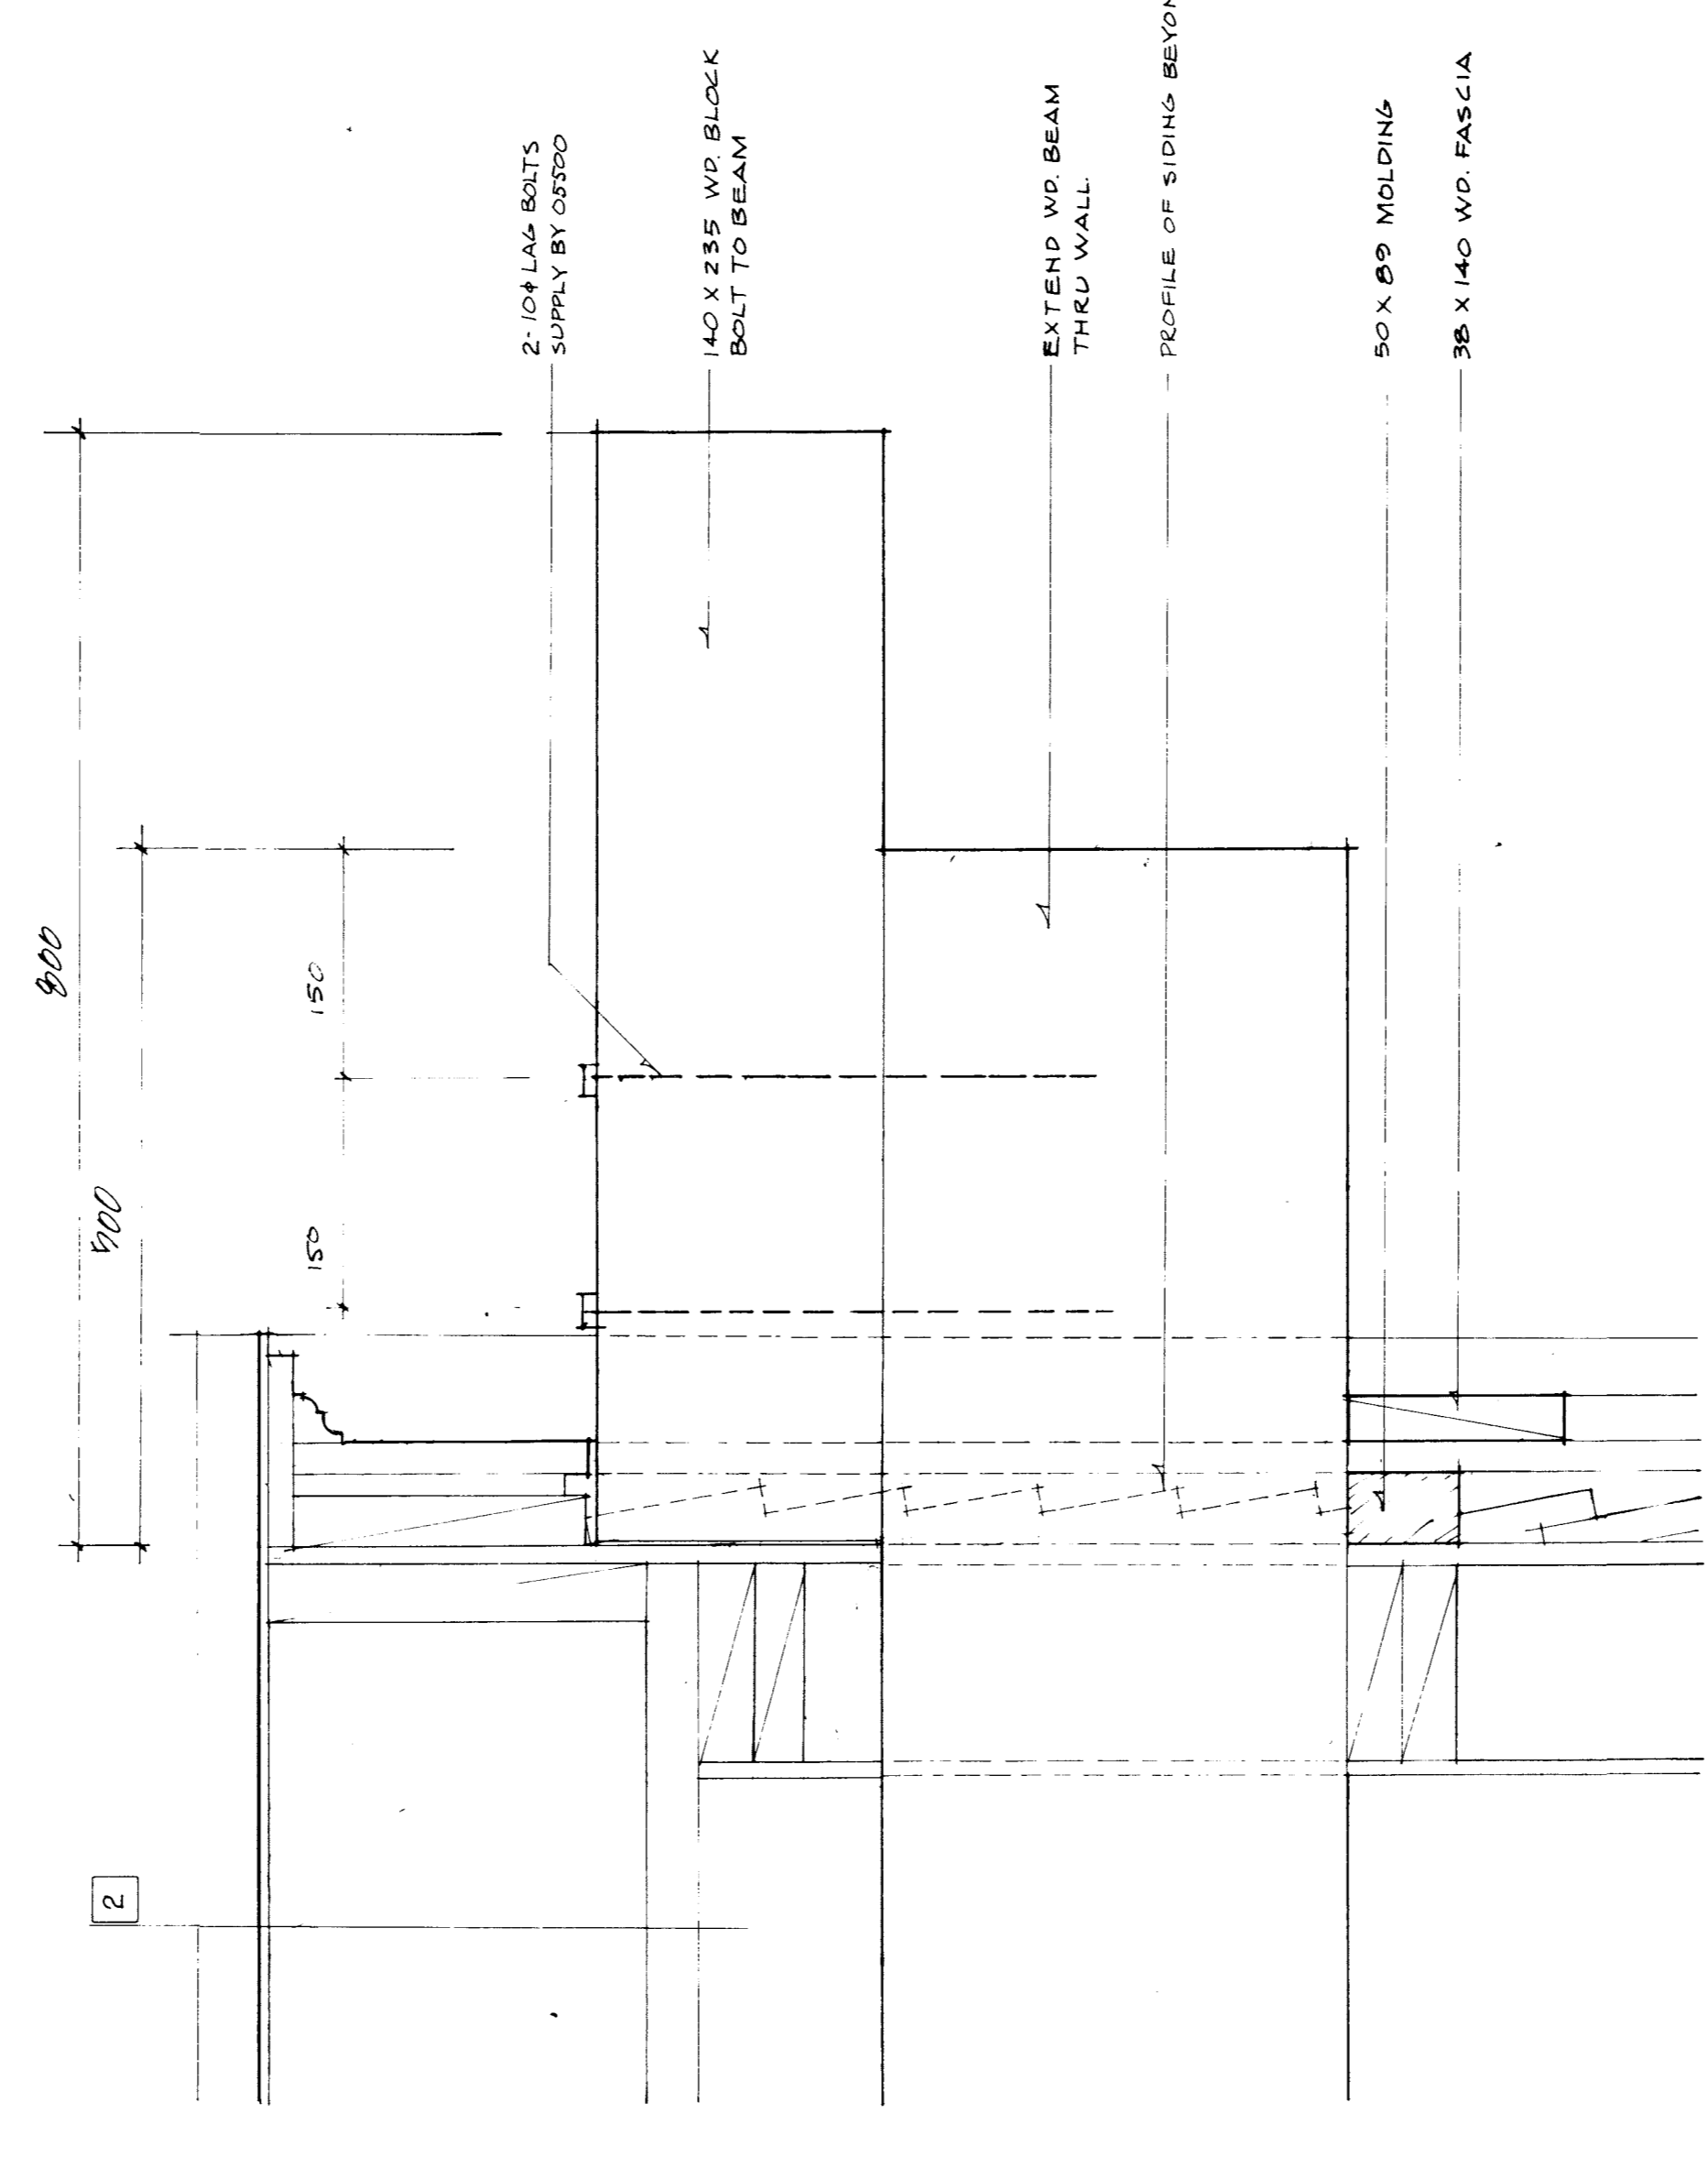 800
2
500
150
150
2-10ϕ LAG BOLTS
SUPPLY BY 05500
140 X 235 WD. BLOCK
BOLT TO BEAM
EXTEND WD. BEAM
THRU WALL.
PROFILE OF SIDING BEYON
50 X 89 MOLDING
38 X 140 WD. FASCIA